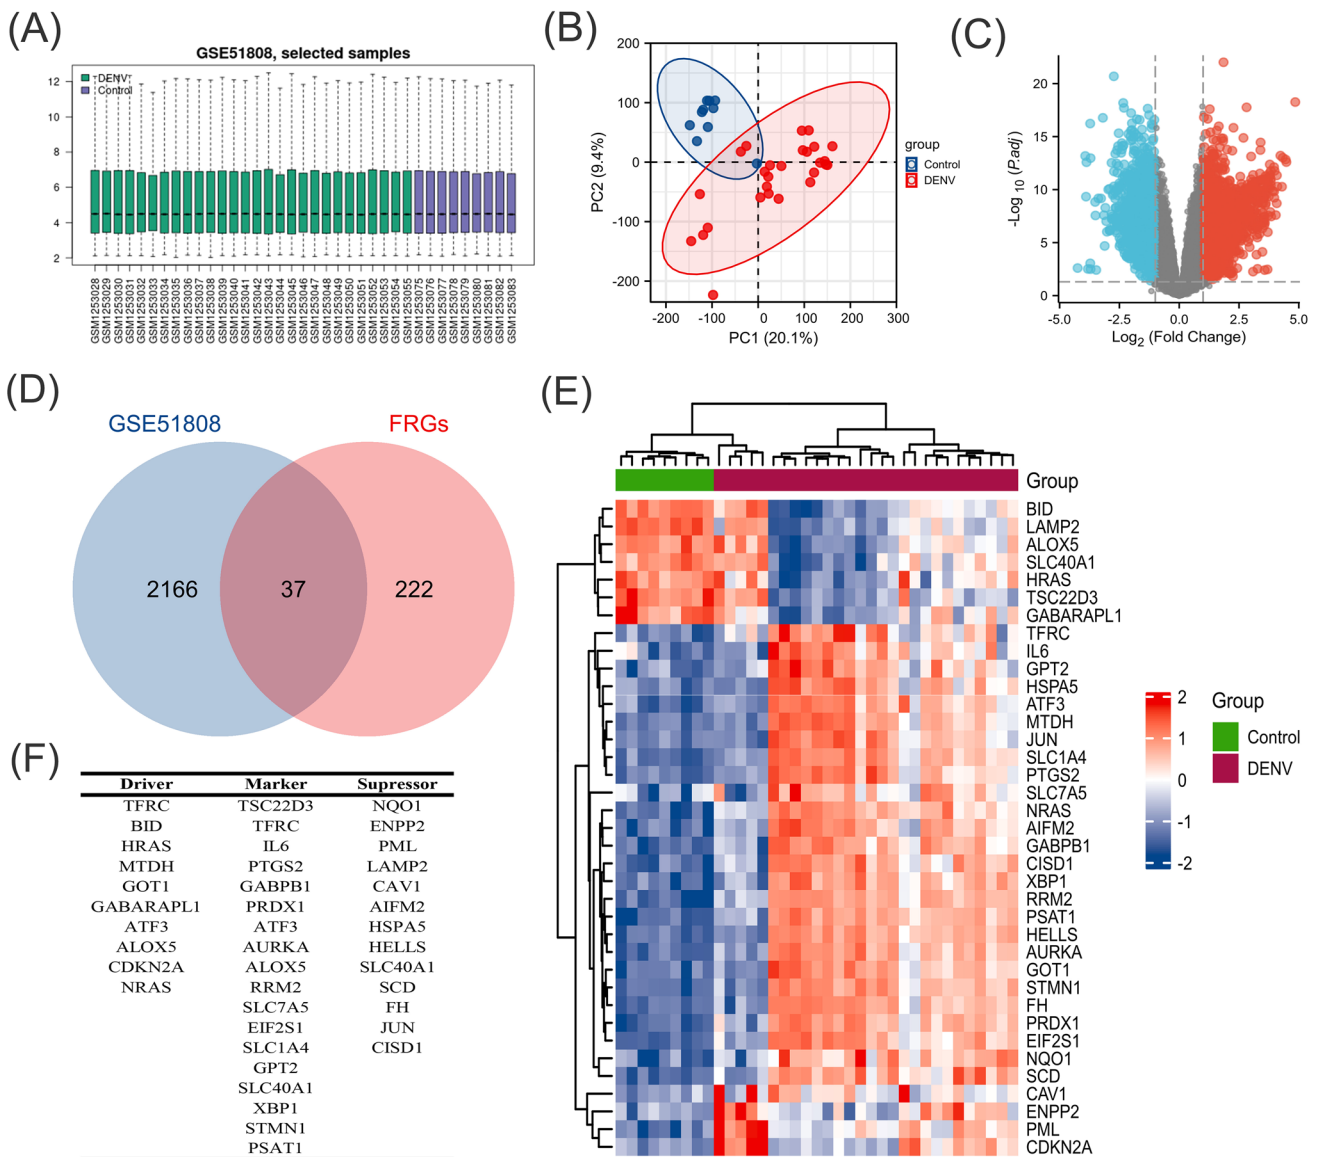 (A)
GSE51808, selected samples
DENV
Control
12
10
8
6
4
2
GSM1253028
GSM1253029
GSM1253030
GSM1253031
GSM1253032
GSM1253033
GSM1253034
GSM1253035
GSM1253036
GSM1253037
GSM1253038
GSM1253039
GSM1253040
GSM1253041
GSM1253042
GSM1253043
GSM1253044
GSM1253045
GSM1253046
GSM1253047
GSM1253048
GSM1253049
GSM1253050
GSM1253051
GSM1253052
GSM1253053
GSM1253054
GSM1253055
GSM1253075
GSM1253076
GSM1253077
GSM1253078
GSM1253079
GSM1253080
GSM1253081
GSM1253082
GSM1253083
(B)
200
100
0
-100
-200
PC2 (9.4%)
-200 -100 0 100 200 300
PC1 (20.1%)
group
Control
DENV
(C)
-Log10 (P.adj)
20
15
10
5
0
-5.0 -2.5 0.0 2.5 5.0
Log2 (Fold Change)
(D)
GSE51808 FRGs
2166 37 222
(E)
Group
BID
LAMP2
ALOX5
SLC40A1
HRAS
TSC22D3
GABARAPL1
TFRC
IL6
GPT2
HSPA5
ATF3
MTDH
JUN
SLC1A4
PTGS2
SLC7A5
NRAS
AIFM2
GABPB1
CISD1
XBP1
RRM2
PSAT1
HELLS
AURKA
GOT1
STMN1
FH
PRDX1
EIF2S1
NQO1
SCD
CAV1
ENPP2
PML
CDKN2A
2
1
0
-1
-2
Group
Control
DENV
(F)
Driver Marker Supressor
TFRC TSC22D3 NQO1
BID TFRC ENPP2
HRAS IL6 PML
MTDH PTGS2 LAMP2
GOT1 GABPB1 CAV1
GABARAPL1 PRDX1 AIFM2
ATF3 ATF3 HSPA5
ALOX5 AURKA HELLS
CDKN2A ALOX5 SLC40A1
NRAS RRM2 SCD
SLC7A5 FH
EIF2S1 JUN
SLC1A4 CISD1
GPT2
SLC40A1
XBP1
STMN1
PSAT1